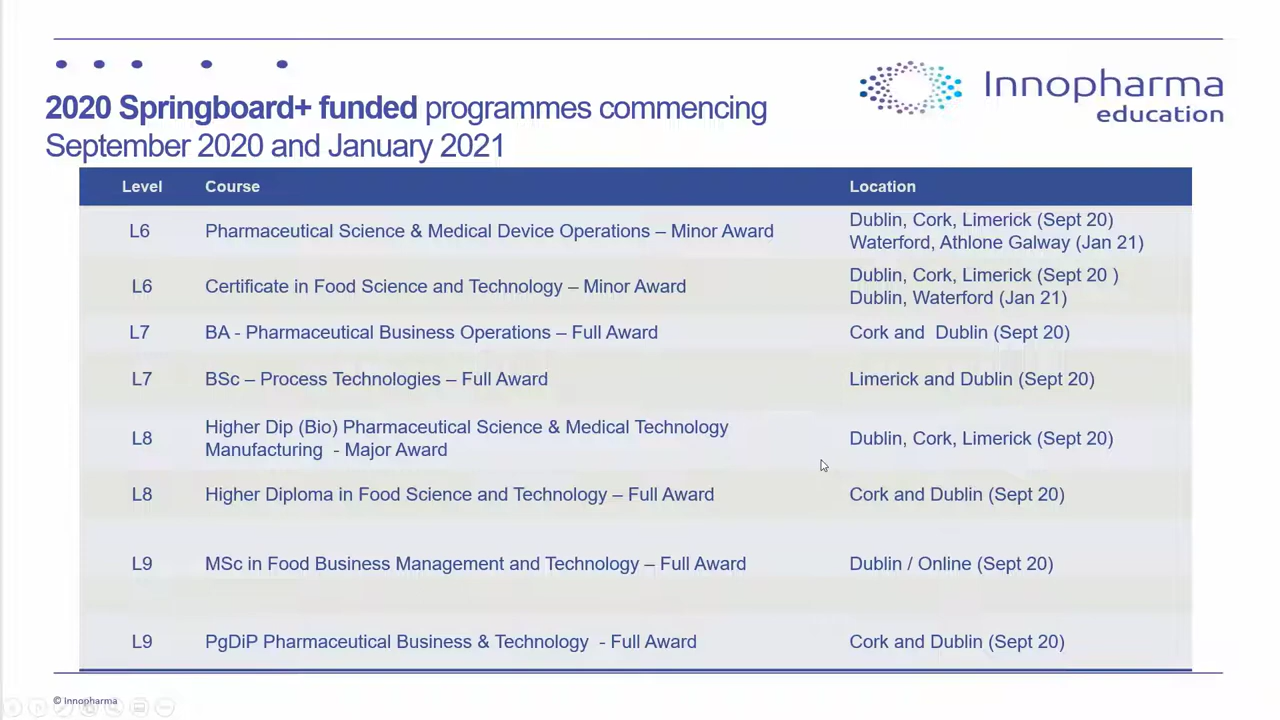 2020 Springboard+ funded programmes commencing
September 2020 and January 2021
Innopharma
education
Level Course Location
L6 Pharmaceutical Science & Medical Device Operations – Minor Award Dublin, Cork, Limerick (Sept 20)
Waterford, Athlone Galway (Jan 21)
L6 Certificate in Food Science and Technology – Minor Award Dublin, Cork, Limerick (Sept 20 )
Dublin, Waterford (Jan 21)
L7 BA - Pharmaceutical Business Operations – Full Award Cork and Dublin (Sept 20)
L7 BSc – Process Technologies – Full Award Limerick and Dublin (Sept 20)
L8 Higher Dip (Bio) Pharmaceutical Science & Medical Technology
Manufacturing - Major Award Dublin, Cork, Limerick (Sept 20)
L8 Higher Diploma in Food Science and Technology – Full Award Cork and Dublin (Sept 20)
L9 MSc in Food Business Management and Technology – Full Award Dublin / Online (Sept 20)
L9 PgDiP Pharmaceutical Business & Technology - Full Award Cork and Dublin (Sept 20)
© Innopharma